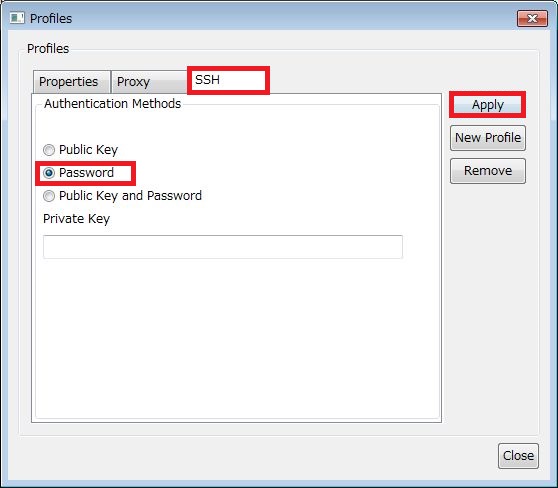 Profiles
Profiles
Properties Proxy SSH
Authentication Methods
Apply
New Profile
Public Key
Remove
Password
Public Key and Password
Private Key
Close